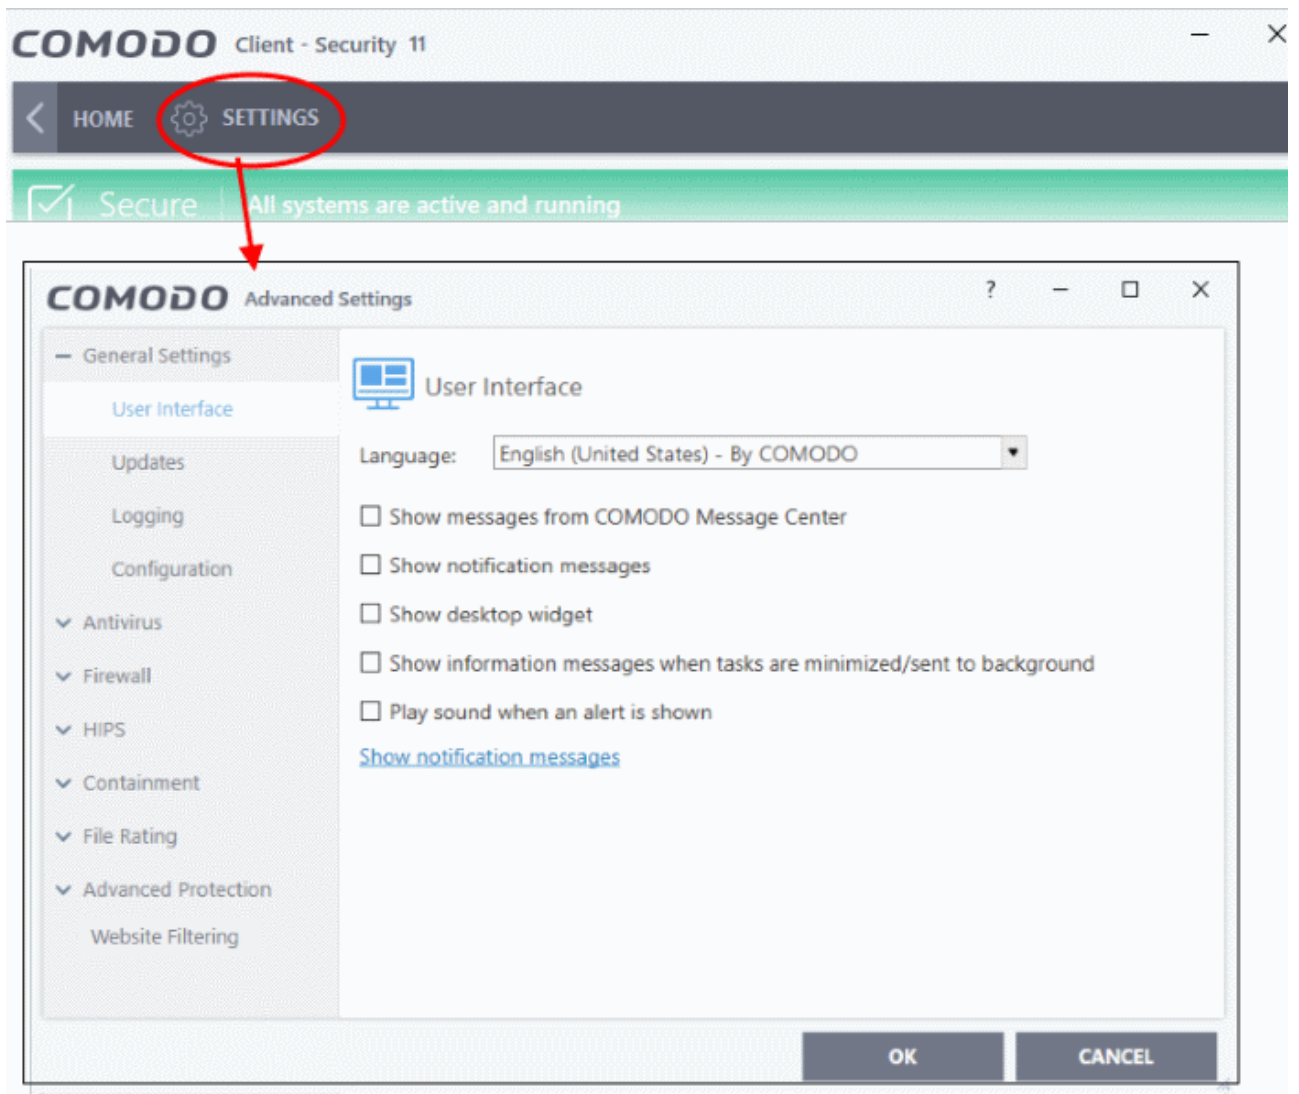 COMODO Client - Security 11
HOME SETTINGS
Secure All systems are active and running
COMODO Advanced Settings ?
General Settings
User Interface
Updates
Logging
Configuration
Antivirus
Firewall
HIPS
Containment
File Rating
Advanced Protection
Website Filtering
User Interface
Language: English (United States) - By COMODO
Show messages from COMODO Message Center
Show notification messages
Show desktop widget
Show information messages when tasks are minimized/sent to background
Play sound when an alert is shown
Show notification messages
OK CANCEL